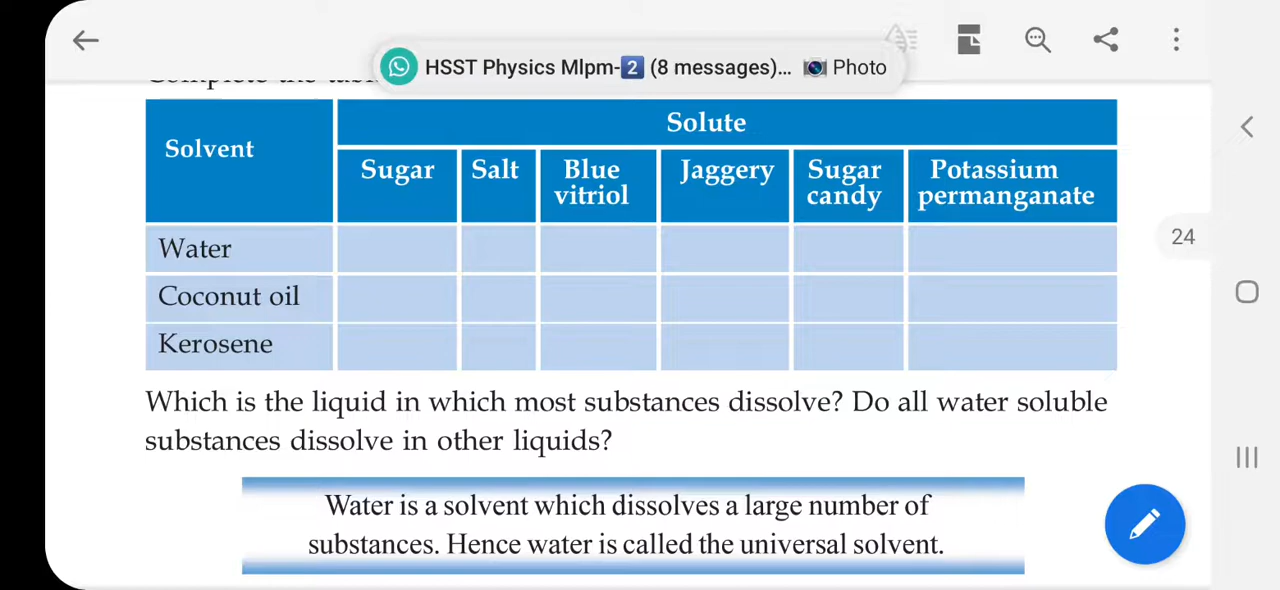 HSST Physics Mlpm-2 (8 messages)... 📷 Photo
Solvent
Solute
Sugar
Salt
Blue vitriol
Jaggery
Sugar candy
Potassium permanganate
24
Water
Coconut oil
Kerosene
Which is the liquid in which most substances dissolve? Do all water soluble
substances dissolve in other liquids?
Water is a solvent which dissolves a large number of
substances. Hence water is called the universal solvent.